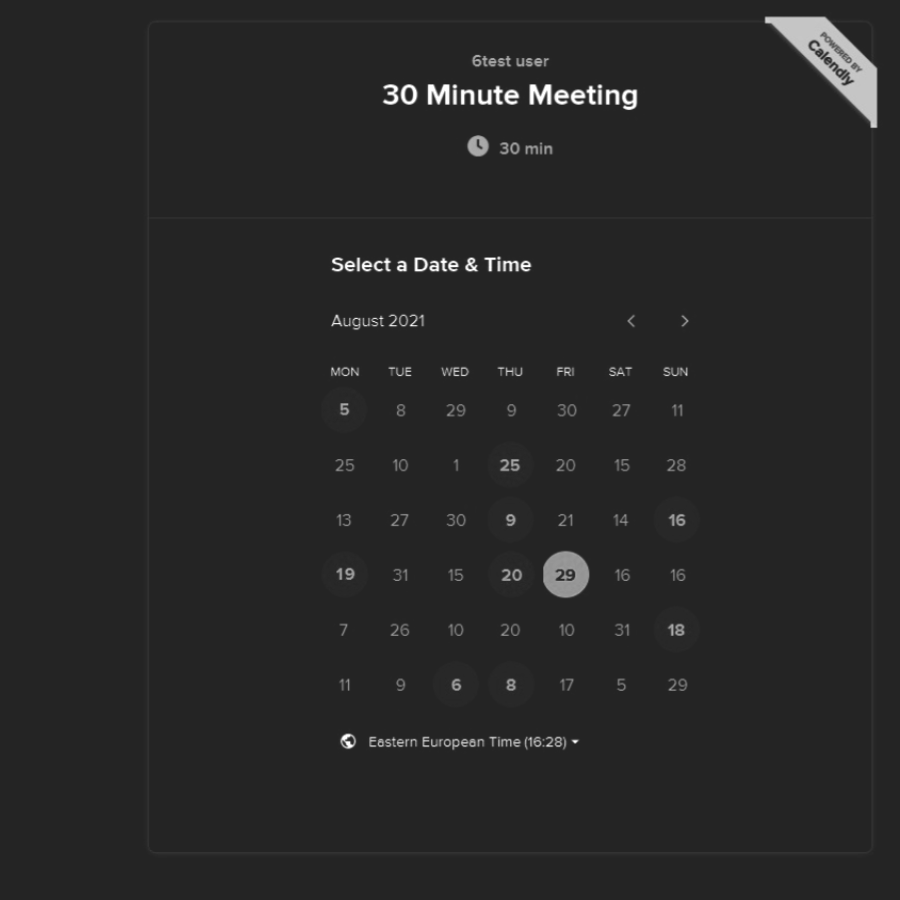 POWERED BY
Calendly
6test user
30 Minute Meeting
30 min
Select a Date & Time
August 2021
MON TUE WED THU FRI SAT SUN
5 8 29 9 30 27 11
25 10 1 25 20 15 28
13 27 30 9 21 14 16
19 31 15 20 29 16 16
7 26 10 20 10 31 18
11 9 6 8 17 5 29
Eastern European Time (16:28)